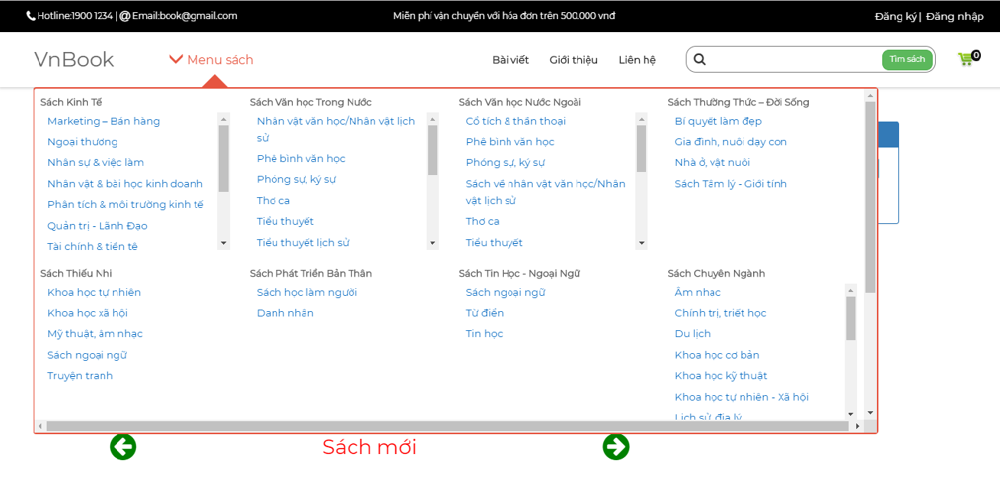 Hotline:1900 1234 | @ Email:book@gmail.com
Miễn phí vận chuyển với hóa đơn trên 500.000 vnđ
Đăng ký | Đăng nhập
VnBook
Menu sách
Bài viết
Giới thiệu
Liên hệ
Tìm sách
0
Sách Kinh Tế
Marketing – Bán hàng
Ngoại thương
Nhân sự & việc làm
Nhân vật & bài học kinh doanh
Phân tích & môi trường kinh tế
Quản trị - Lãnh Đạo
Tài chính & tiền tệ
Sách Văn học Trong Nước
Nhân vật văn học/Nhân vật lịch
sử
Phê bình văn học
Phóng sự, ký sự
Thơ ca
Tiểu thuyết
Tiểu thuyết lịch sử
Sách Văn học Nước Ngoài
Cổ tích & thần thoại
Phê bình văn học
Phóng sự, ký sự
Sách về nhân vật văn học/Nhân
vật lịch sử
Thơ ca
Tiểu thuyết
Sách Thường Thức – Đời Sống
Bí quyết làm đẹp
Gia đình, nuôi dạy con
Nhà ở, vật nuôi
Sách Tâm lý - Giới tính
Sách Thiếu Nhi
Khoa học tự nhiên
Khoa học xã hội
Mỹ thuật, âm nhạc
Sách ngoại ngữ
Truyện tranh
Sách Phát Triển Bản Thân
Sách học làm người
Danh nhân
Sách Tin Học - Ngoại Ngữ
Sách ngoại ngữ
Từ điển
Tin học
Sách Chuyên Ngành
Âm nhạc
Chính trị, triết học
Du lịch
Khoa học cơ bản
Khoa học kỹ thuật
Khoa học tự nhiên - Xã hội
Lịch sử, địa lý
Sách mới